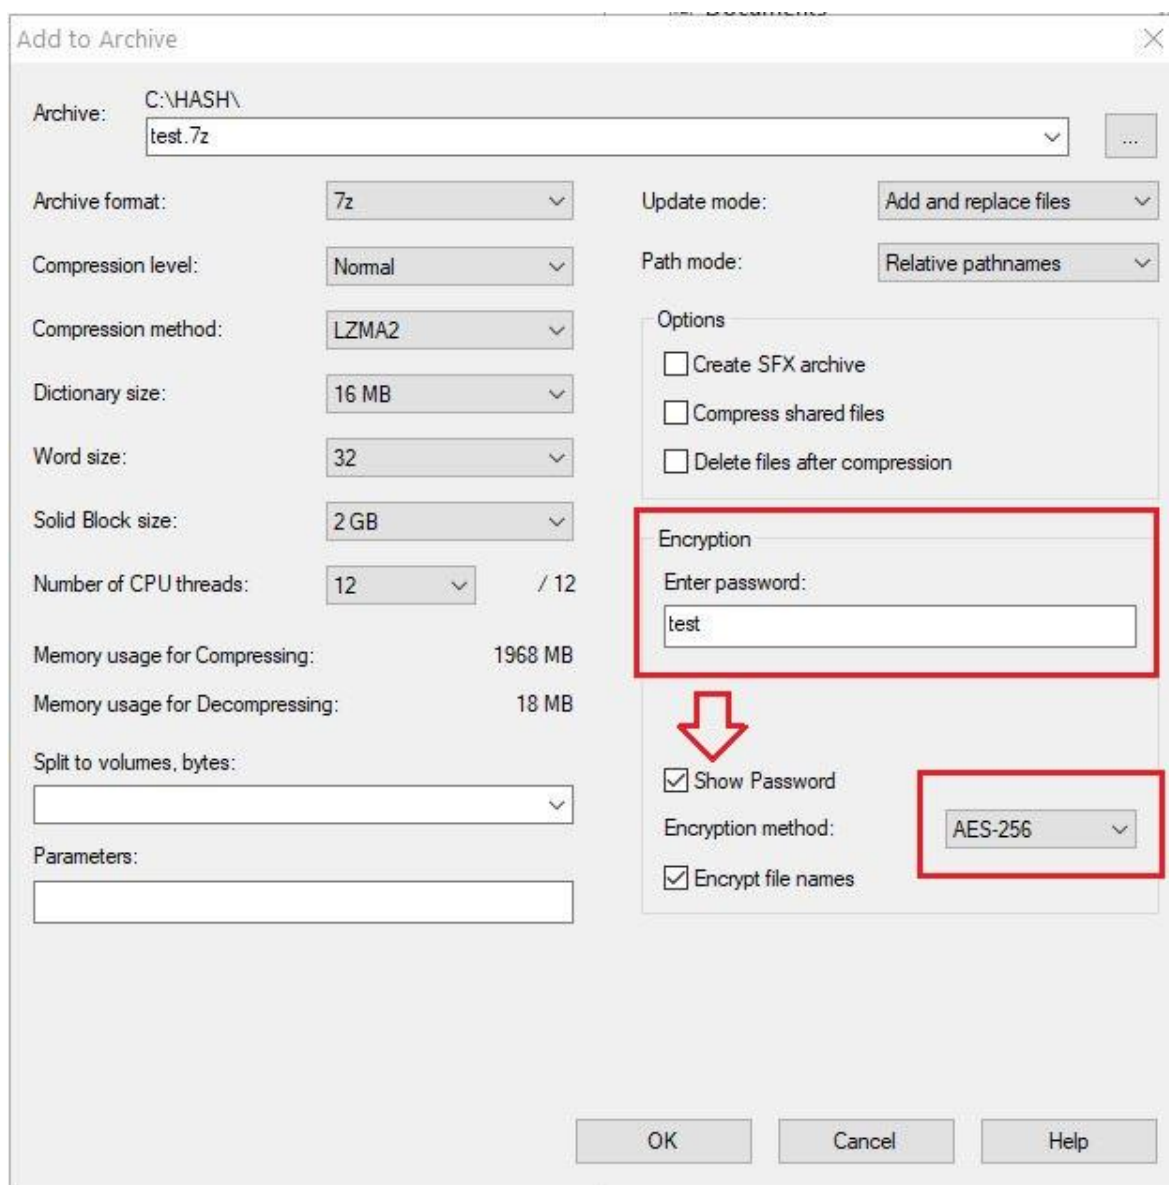 Add to Archive
Archive:
C:\HASH\
test.7z
...
Archive format:
7z
Compression level:
Normal
Compression method:
LZMA2
Dictionary size:
16 MB
Word size:
32
Solid Block size:
2 GB
Number of CPU threads:
12
/ 12
Memory usage for Compressing:
1968 MB
Memory usage for Decompressing:
18 MB
Split to volumes, bytes:
Parameters:
Update mode:
Add and replace files
Path mode:
Relative pathnames
Options
Create SFX archive
Compress shared files
Delete files after compression
Encryption
Enter password:
test
Show Password
Encryption method:
AES-256
Encrypt file names
OK
Cancel
Help